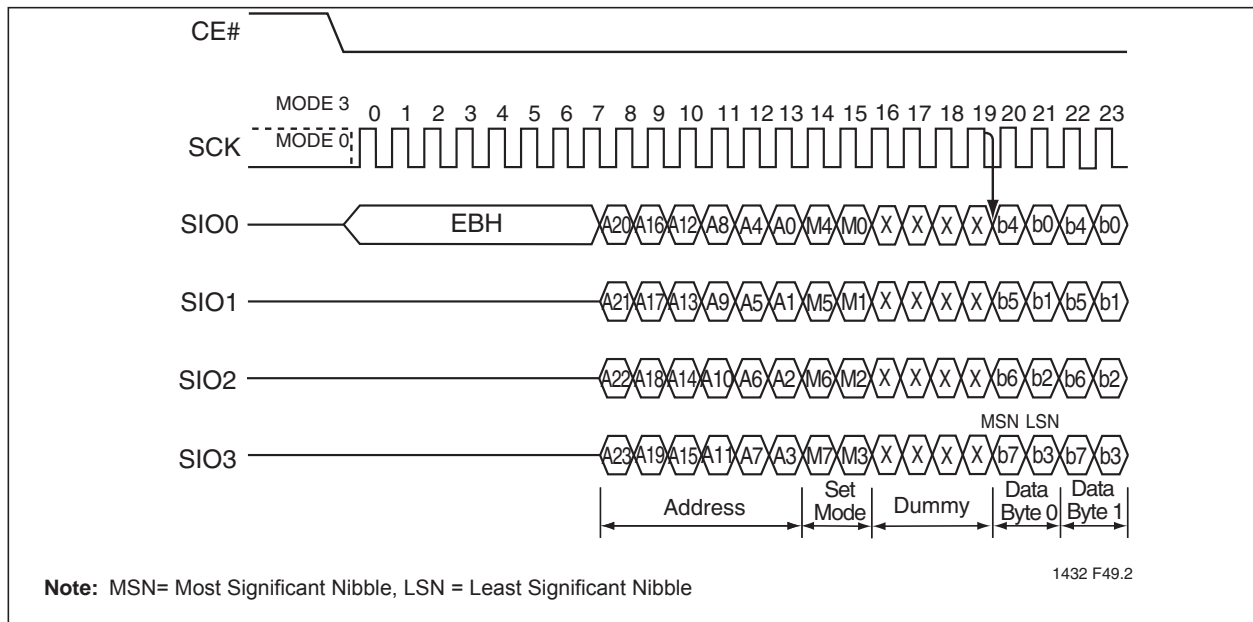 CE#
MODE 3
0 1 2 3 4 5 6 7 8 9 10 11 12 13 14 15 16 17 18 19 20 21 22 23
SCK
MODE 0
SIO0
EBH
A20 A16 A12 A8 A4 A0 M4 M0 X X X X b4 b0 b4 b0
SIO1
A21 A17 A13 A9 A5 A1 M5 M1 X X X X b5 b1 b5 b1
SIO2
A22 A18 A14 A10 A6 A2 M6 M2 X X X X b6 b2 b6 b2
MSN LSN
SIO3
A23 A19 A15 A11 A7 A3 M7 M3 X X X X b7 b3 b7 b3
Address
Set
Mode
Dummy
Data
Byte 0
Data
Byte 1
1432 F49.2
Note: MSN= Most Significant Nibble, LSN = Least Significant Nibble